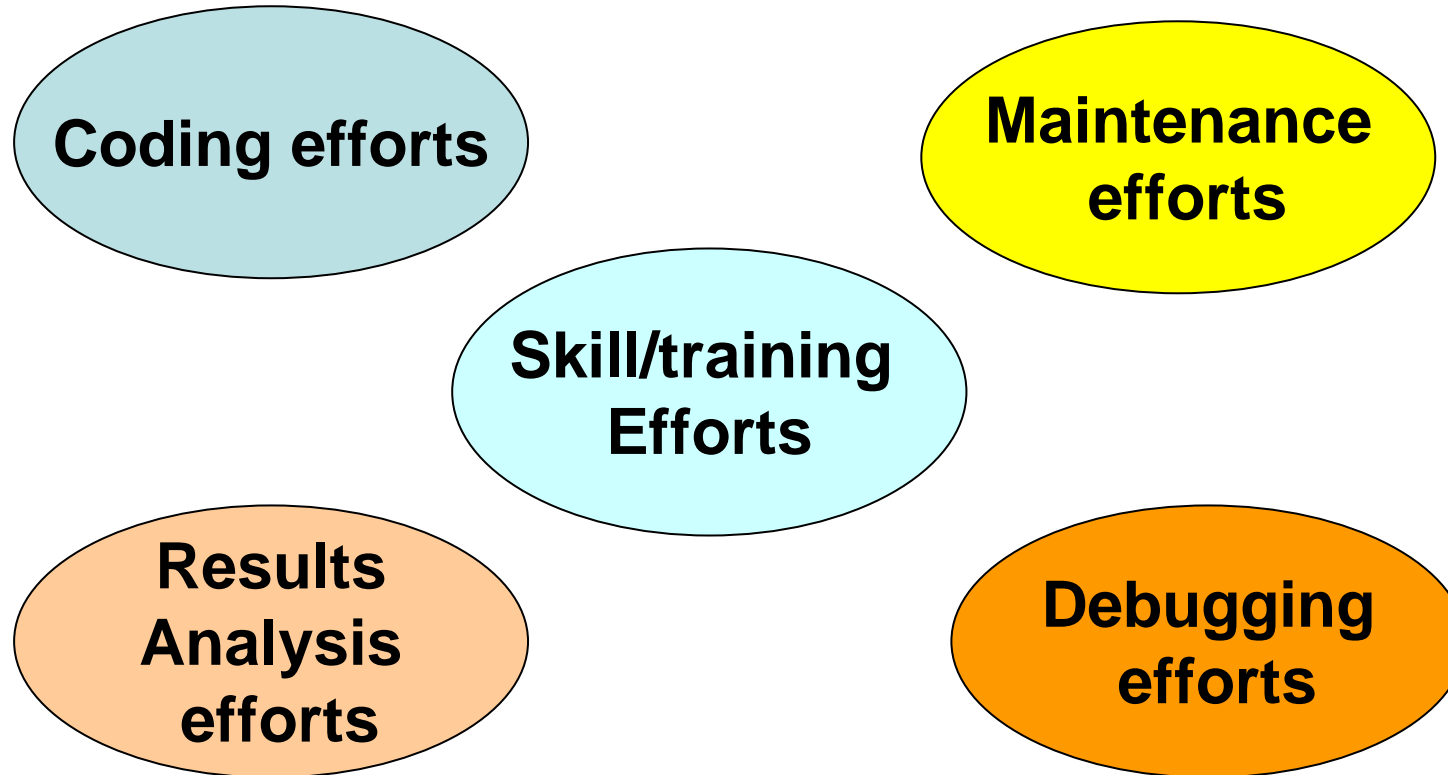 Coding efforts
Maintenance
efforts
Skill/training
Efforts
Results
Analysis
efforts
Debugging
efforts